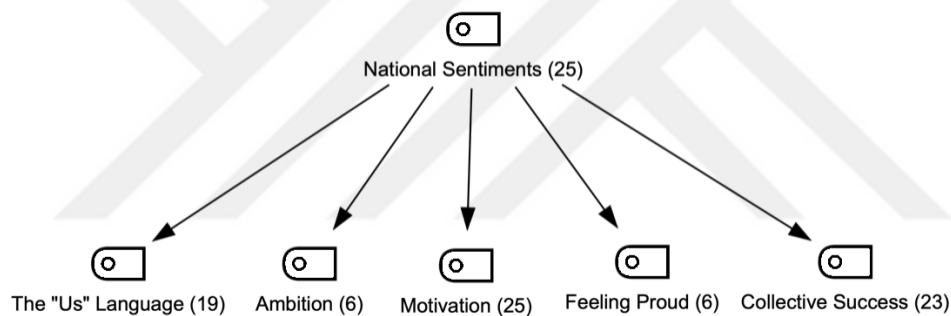 National Sentiments (25)
The "Us" Language (19)
Ambition (6)
Motivation (25)
Feeling Proud (6)
Collective Success (23)